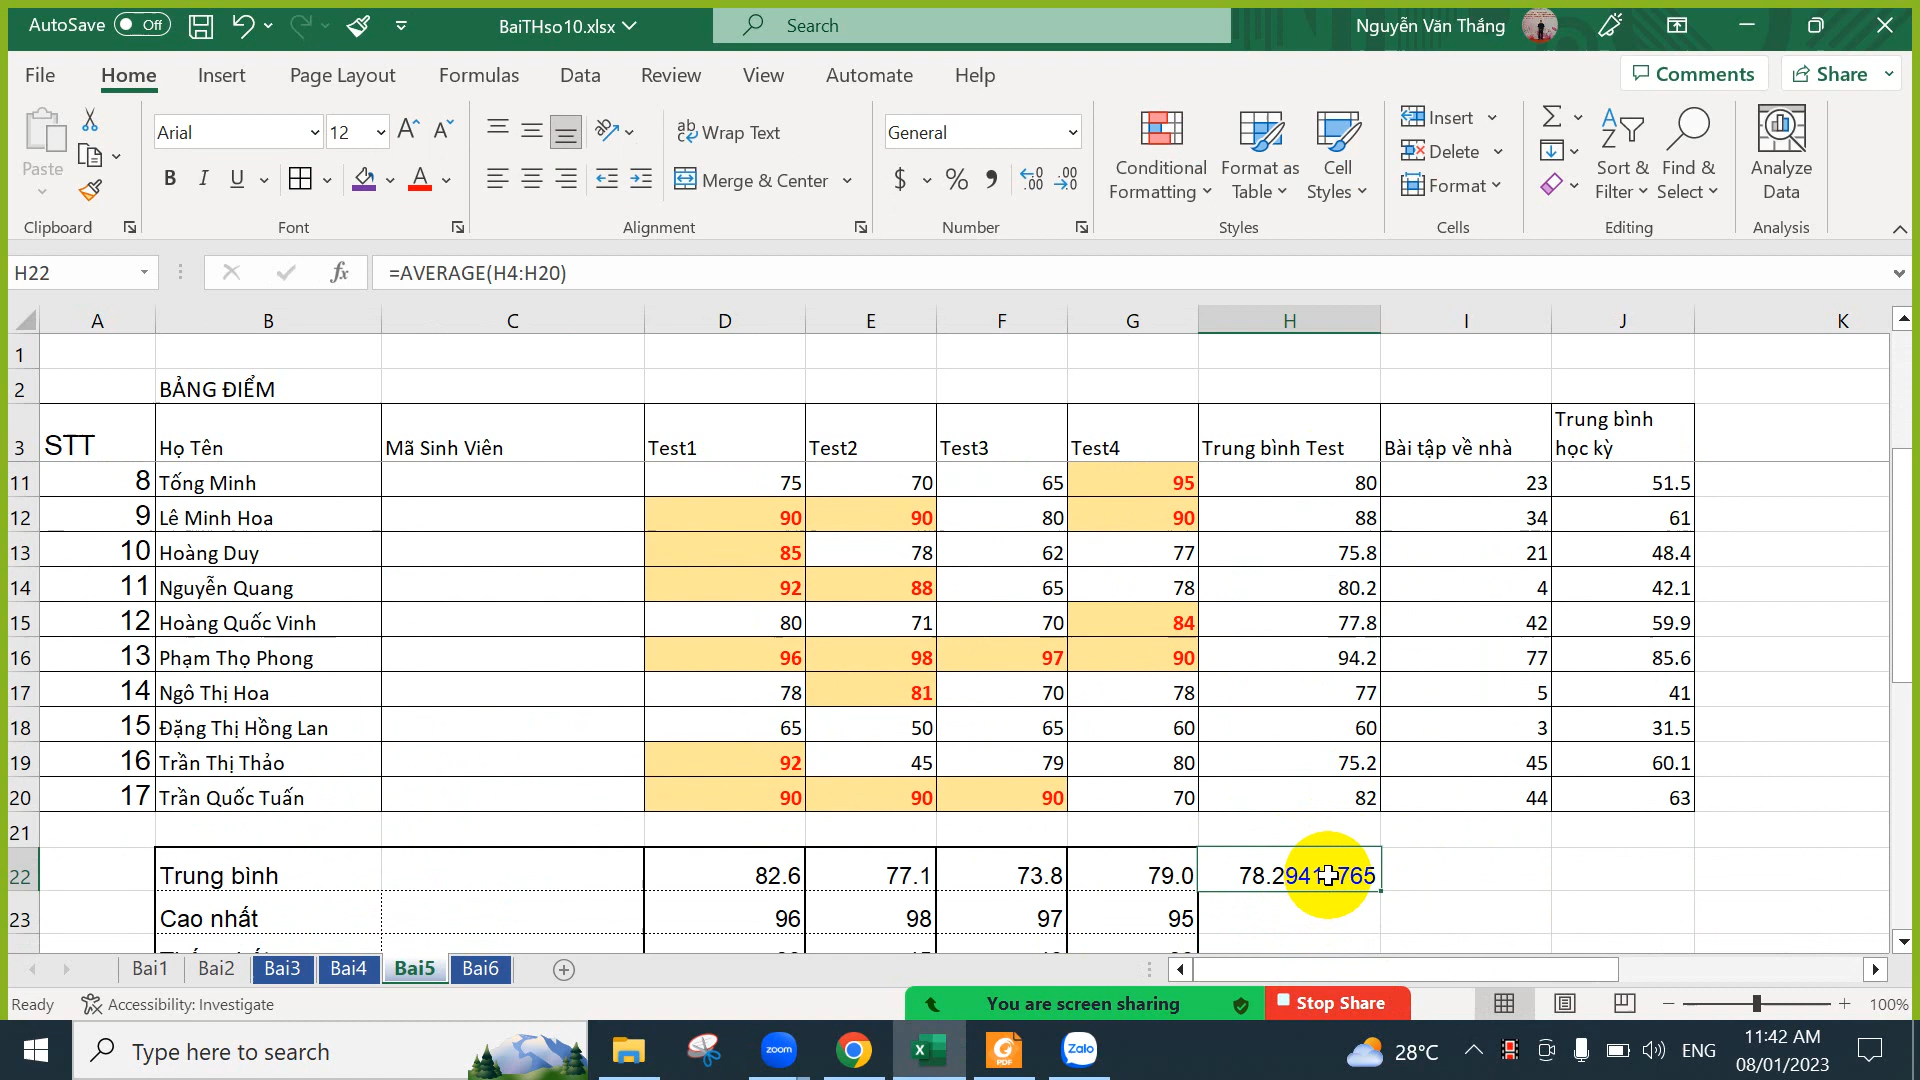 AutoSave Off BaiTHso10.xlsx Search Nguyễn Văn Thắng
File Home Insert Page Layout Formulas Data Review View Automate Help Comments Share
Paste
Clipboard
Arial 12
B I U A
Font
Wrap Text
Merge & Center
Alignment
General
$ % 9
Number
Conditional Formatting
Format as Table
Cell Styles
Styles
Insert
Delete
Format
Cells
Sort & Filter
Find & Select
Editing
Analyze Data
Analysis
H22 fx =AVERAGE(H4:H20)
A B C D E F G H I J K
1
2 BẢNG ĐIỂM
3 STT Họ Tên Mã Sinh Viên Test1 Test2 Test3 Test4 Trung bình Test Bài tập về nhà Trung bình học kỳ
11 8 Tống Minh 75 70 65 95 80 23 51.5
12 9 Lê Minh Hoa 90 90 80 90 88 34 61
13 10 Hoàng Duy 85 78 62 77 75.8 21 48.4
14 11 Nguyễn Quang 92 88 65 78 80.2 4 42.1
15 12 Hoàng Quốc Vinh 80 71 70 84 77.8 42 59.9
16 13 Phạm Thọ Phong 96 98 97 90 94.2 77 85.6
17 14 Ngô Thị Hoa 78 81 70 78 77 5 41
18 15 Đặng Thị Hồng Lan 65 50 65 60 60 3 31.5
19 16 Trần Thị Thảo 92 45 79 80 75.2 45 60.1
20 17 Trần Quốc Tuấn 90 90 90 70 82 44 63
21
22 Trung bình 82.6 77.1 73.8 79.0
23 Cao nhất 96 98 97 95
Bai1 Bai2 Bai3 Bai4 Bai5 Bai6
Ready Accessibility: Investigate You are screen sharing Stop Share 100%
Type here to search zoom PDF Zalo 28°C ENG 11:42 AM
08/01/2023